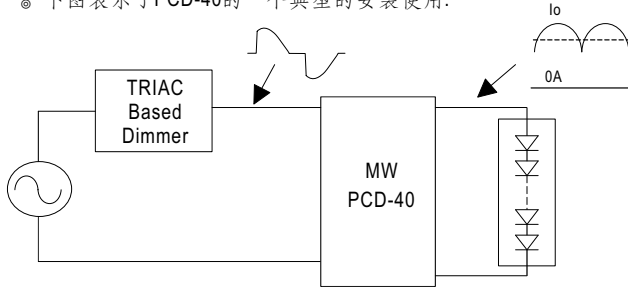 ◎ 下图表示了PCD-40的一个典型的安装使用.
Io
0A
TRIAC
Based
Dimmer
MW
PCD-40